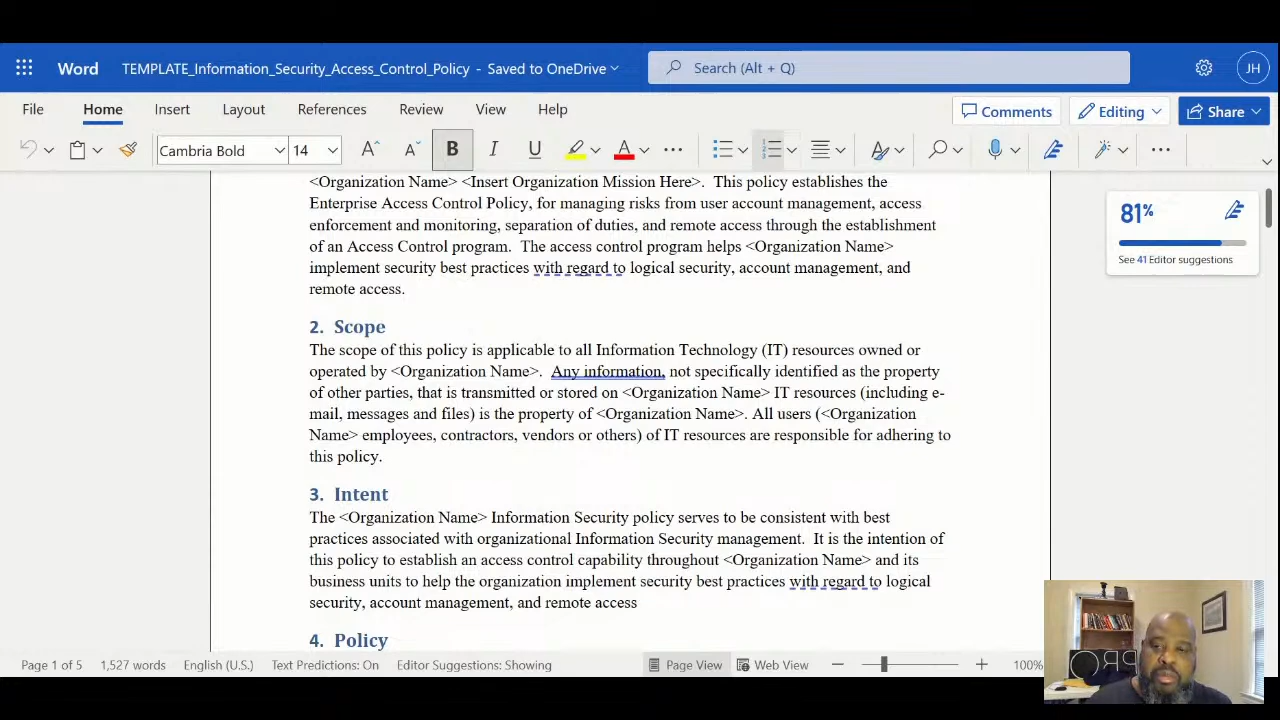 Word
TEMPLATE_Information_Security_Access_Control_Policy - Saved to OneDrive
Search (Alt + Q)
JH
File Home Insert Layout References Review View Help
Comments Editing Share
Cambria Bold 14 A A B I U A
<Organization Name> <Insert Organization Mission Here>. This policy establishes the
Enterprise Access Control Policy, for managing risks from user account management, access
enforcement and monitoring, separation of duties, and remote access through the establishment
of an Access Control program. The access control program helps <Organization Name>
implement security best practices with regard to logical security, account management, and
remote access.
2. Scope
The scope of this policy is applicable to all Information Technology (IT) resources owned or
operated by <Organization Name>. Any information, not specifically identified as the property
of other parties, that is transmitted or stored on <Organization Name> IT resources (including e-
mail, messages and files) is the property of <Organization Name>. All users (<Organization
Name> employees, contractors, vendors or others) of IT resources are responsible for adhering to
this policy.
3. Intent
The <Organization Name> Information Security policy serves to be consistent with best
practices associated with organizational Information Security management. It is the intention of
this policy to establish an access control capability throughout <Organization Name> and its
business units to help the organization implement security best practices with regard to logical
security, account management, and remote access
4. Policy
81%
See 41 Editor suggestions
Page 1 of 5 1,527 words English (U.S.) Text Predictions: On Editor Suggestions: Showing Page View Web View 100%